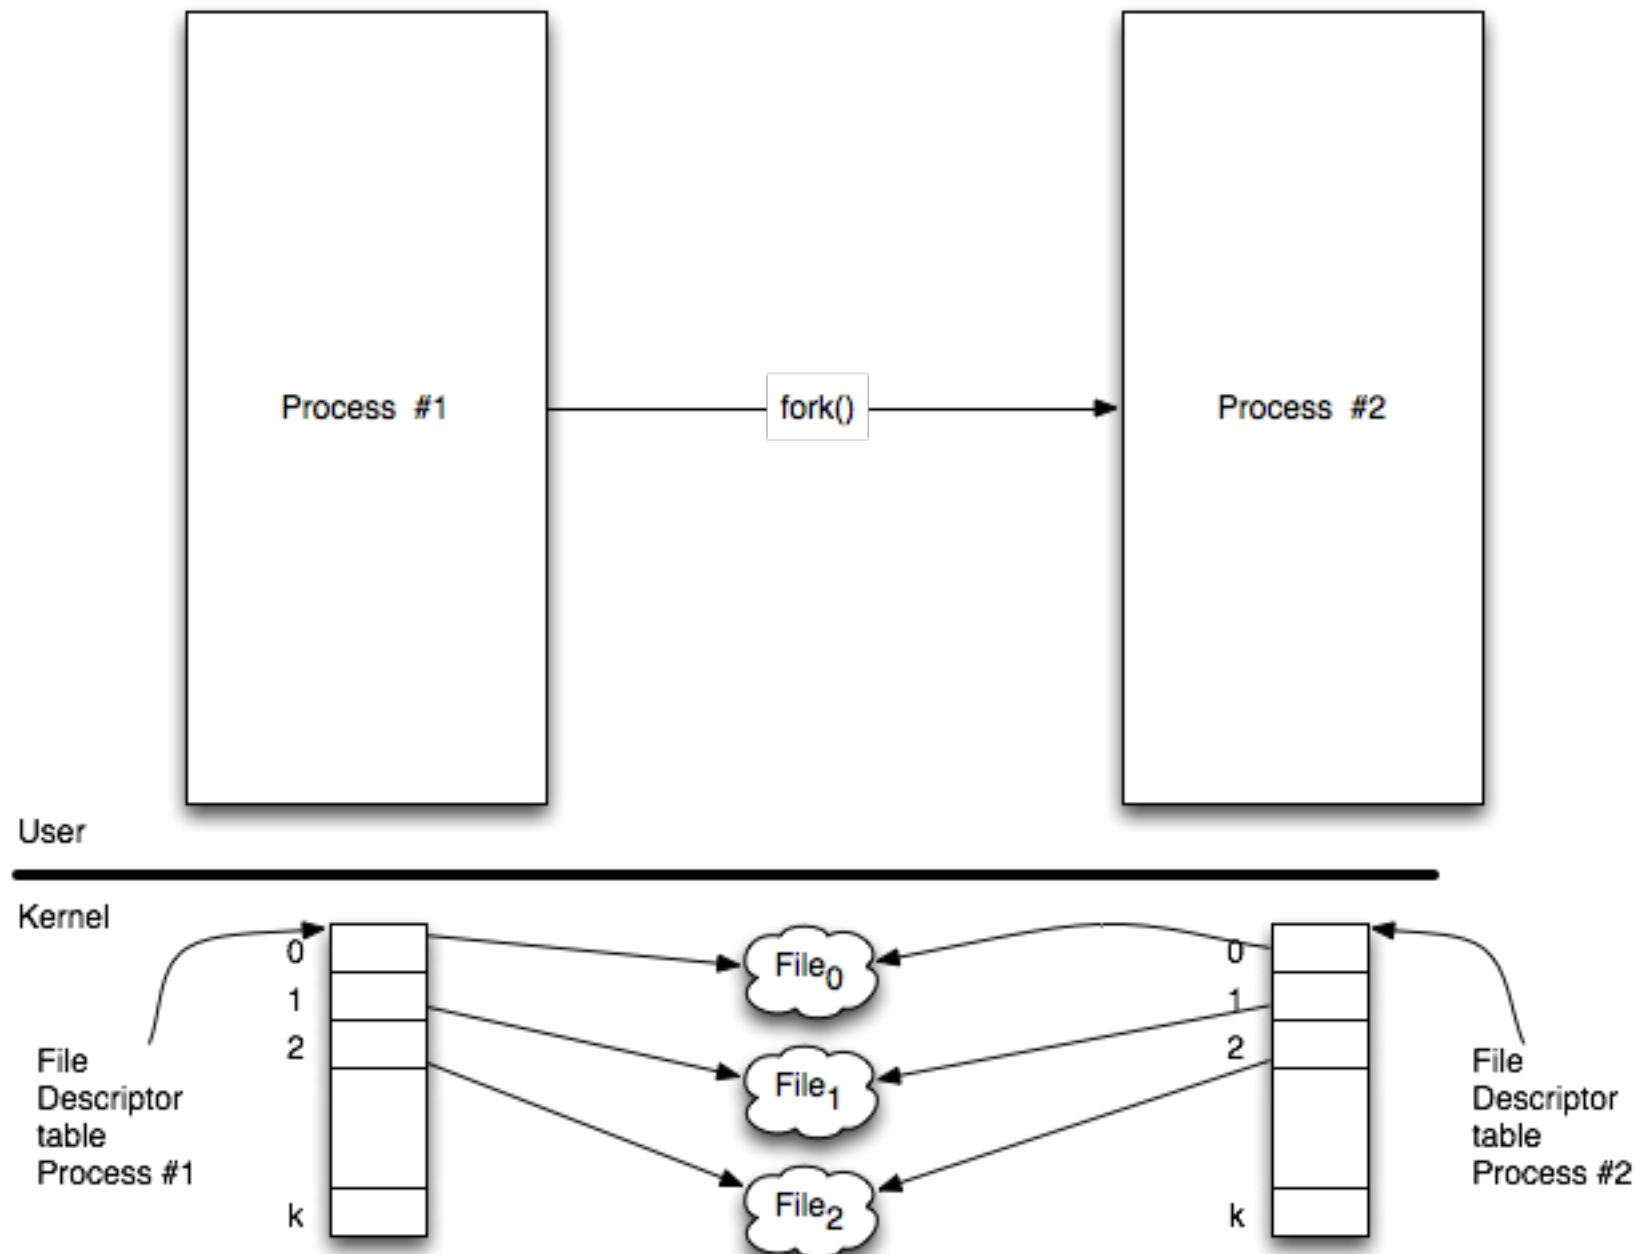 Process #1
fork()
Process #2
User
Kernel
0
1
2
k
File
Descriptor
table
Process #1
File0
File1
File2
0
1
2
k
File
Descriptor
table
Process #2